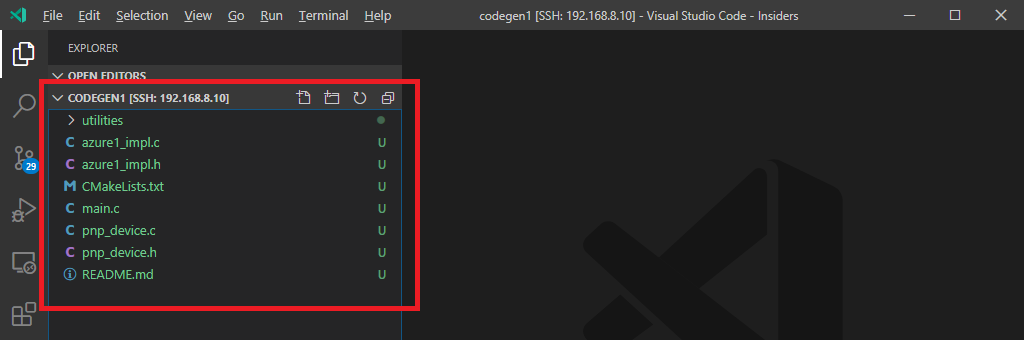 File Edit Selection View Go Run Terminal Help codegen1 [SSH: 192.168.8.10] - Visual Studio Code - Insiders
EXPLORER
OPEN EDITORS
CODEGEN1 [SSH: 192.168.8.10]
utilities
C azure1_impl.c U
C azure1_impl.h U
M CMakeLists.txt U
C main.c U
29
C pnp_device.c U
C pnp_device.h U
README.md U